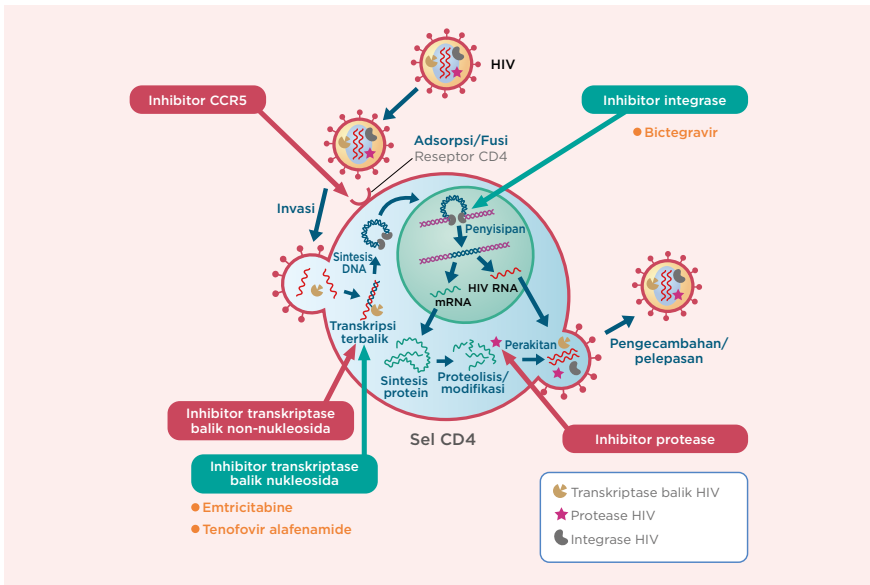 HIV
Inhibitor CCR5
Inhibitor integrase
Bictegravir
Adsorpsi/Fusi
Reseptor CD4
Invasi
Penyisipan
Sintesis
DNA
HIV RNA
mRNA
Transkripsi
terbalik
Perakitan
Pengecambahan/
pelepasan
Sintesis
protein
Proteolisis/
modifikasi
Inhibitor transkriptase
balik non-nukleosida
Sel CD4
Inhibitor protease
Inhibitor transkriptase
balik nukleosida
Emtricitabine
Tenofovir alafenamide
Transkriptase balik HIV
Protease HIV
Integrase HIV